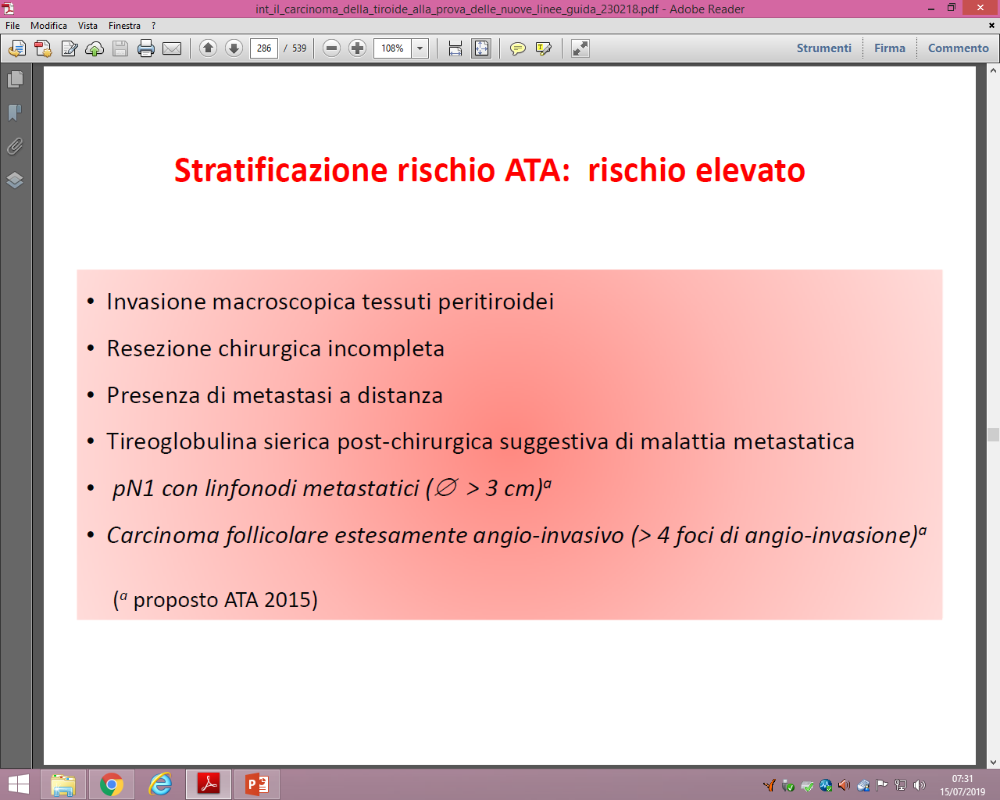 int_il_carcinoma_della_tiroide_alla_prova_delle_nuove_linee_guida_230218.pdf - Adobe Reader
File Modifica Vista Finestra ?
286 / 539 108% Strumenti Firma Commento
Stratificazione rischio ATA: rischio elevato
• Invasione macroscopica tessuti peritiroidei
• Resezione chirurgica incompleta
• Presenza di metastasi a distanza
• Tireoglobulina sierica post-chirurgica suggestiva di malattia metastatica
• pN1 con linfonodi metastatici (∅ > 3 cm)ᵃ
• Carcinoma follicolare estesamente angio-invasivo (> 4 foci di angio-invasione)ᵃ
(ᵃ proposto ATA 2015)
07:31
15/07/2019